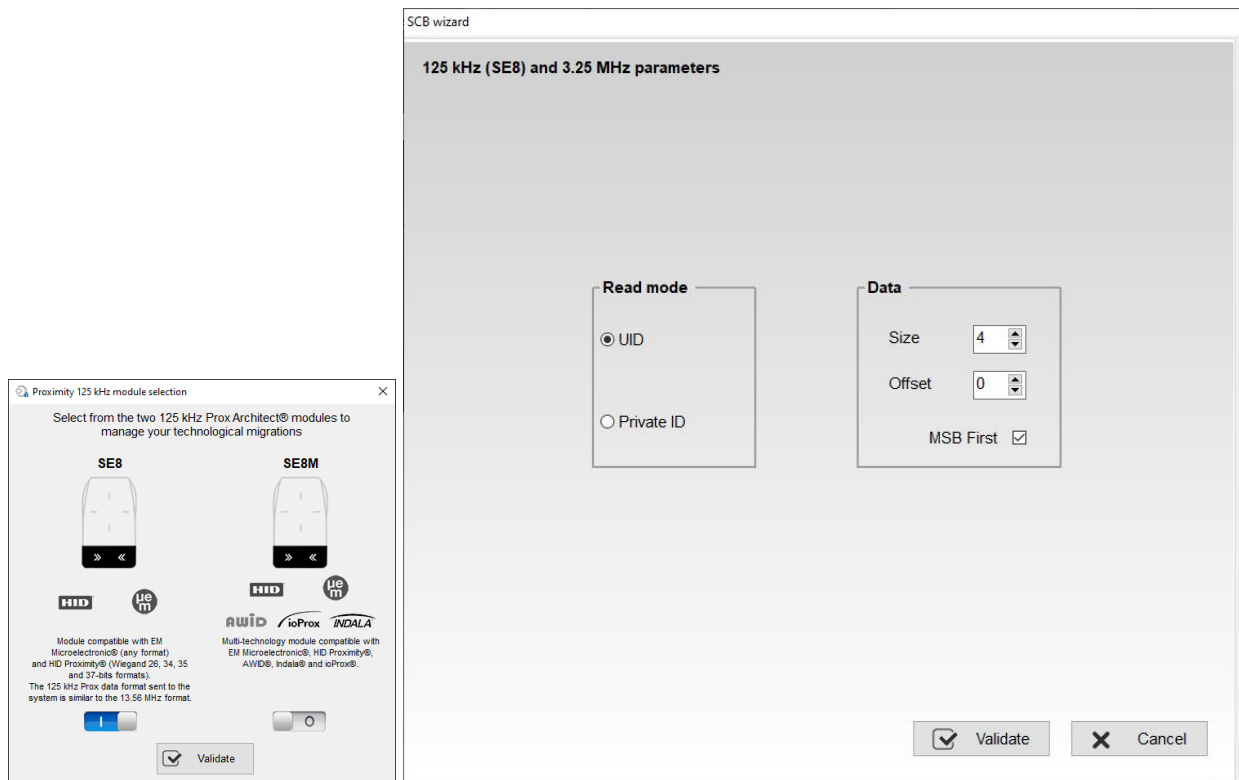 Proximity 125 kHz module selection
Select from the two 125 kHz Prox Architect® modules to
manage your technological migrations
SE8
SE8M
HID
µem
HID
µem
AWID ioProx INDALA
Module compatible with EM
Microelectronic® (any format)
and HID Proximity® (Wiegand 26, 34, 35
and 37-bits formats).
The 125 kHz Prox data format sent to the
system is similar to the 13.56 MHz format.
Multi-technology module compatible with
EM Microelectronic®, HID Proximity®,
AWID®, Indala® and ioProx®.
I
O
Validate
SCB wizard
125 kHz (SE8) and 3.25 MHz parameters
Read mode
UID
Private ID
Data
Size 4
Offset 0
MSB First
Validate
Cancel